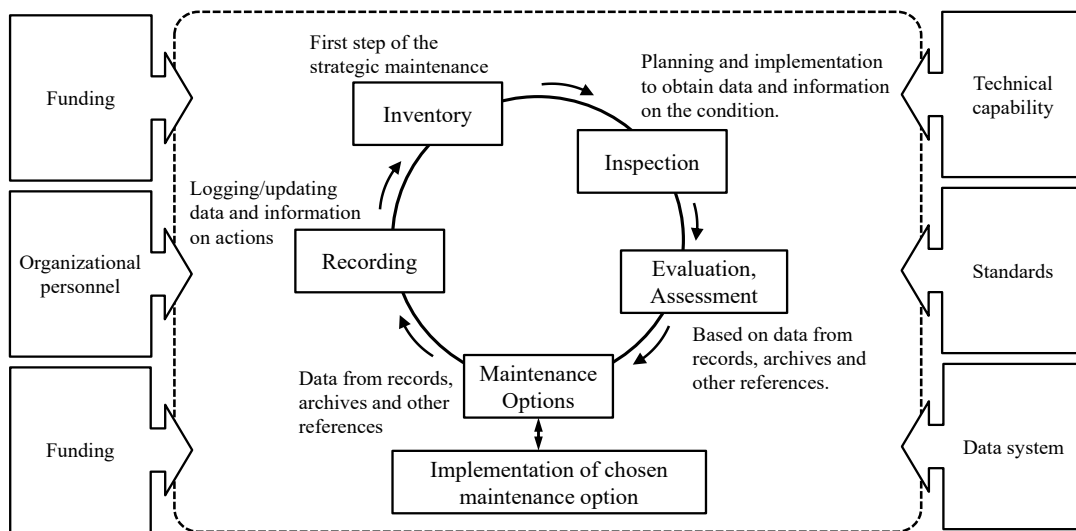 Funding
Organizational
personnel
Funding
First step of the
strategic maintenance
Inventory
Planning and implementation
to obtain data and information
on the condition.
Inspection
Logging/updating
data and information
on actions
Recording
Evaluation,
Assessment
Based on data from
records, archives and
other references.
Data from records,
archives and other
references
Maintenance
Options
Implementation of chosen
maintenance option
Technical
capability
Standards
Data system